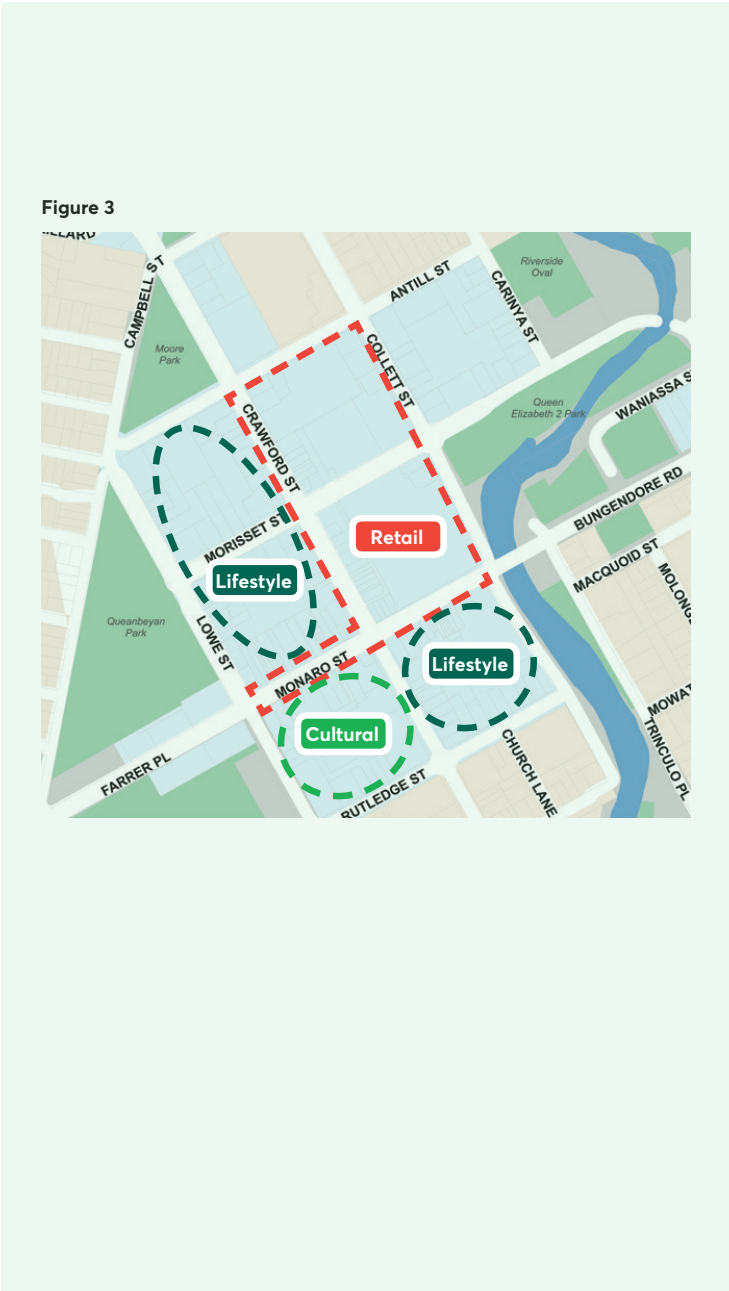 Figure 3
CAMPBELL ST
Riverside
Oval
ANTILL ST
CARINYA ST
Moore
Park
COLLETT ST
Queen
Elizabeth 2 Park
WANIASSA S
CRAWFORD ST
BUNGENDORE RD
MORISSET ST
Retail
MACQUOID ST
Lifestyle
Queanbeyan
Park
LOWE ST
MONARO ST
Lifestyle
Cultural
FARRER PL
RUTLEDGE ST
CHURCH LANE
TRINCULO PL
MOWAT